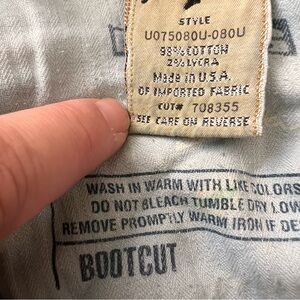 STYLE
U075080U-080U
98% COTTON
2% LYCRA
Made in U.S.A.
OF IMPORTED FABRIC
CUT# 708355
SEE CARE ON REVERSE
WASH IN WARM WITH LIKE COLORS
DO NOT BLEACH TUMBLE DRY LOW
REMOVE PROMPTLY WARM IRON IF DE
BOOTCUT